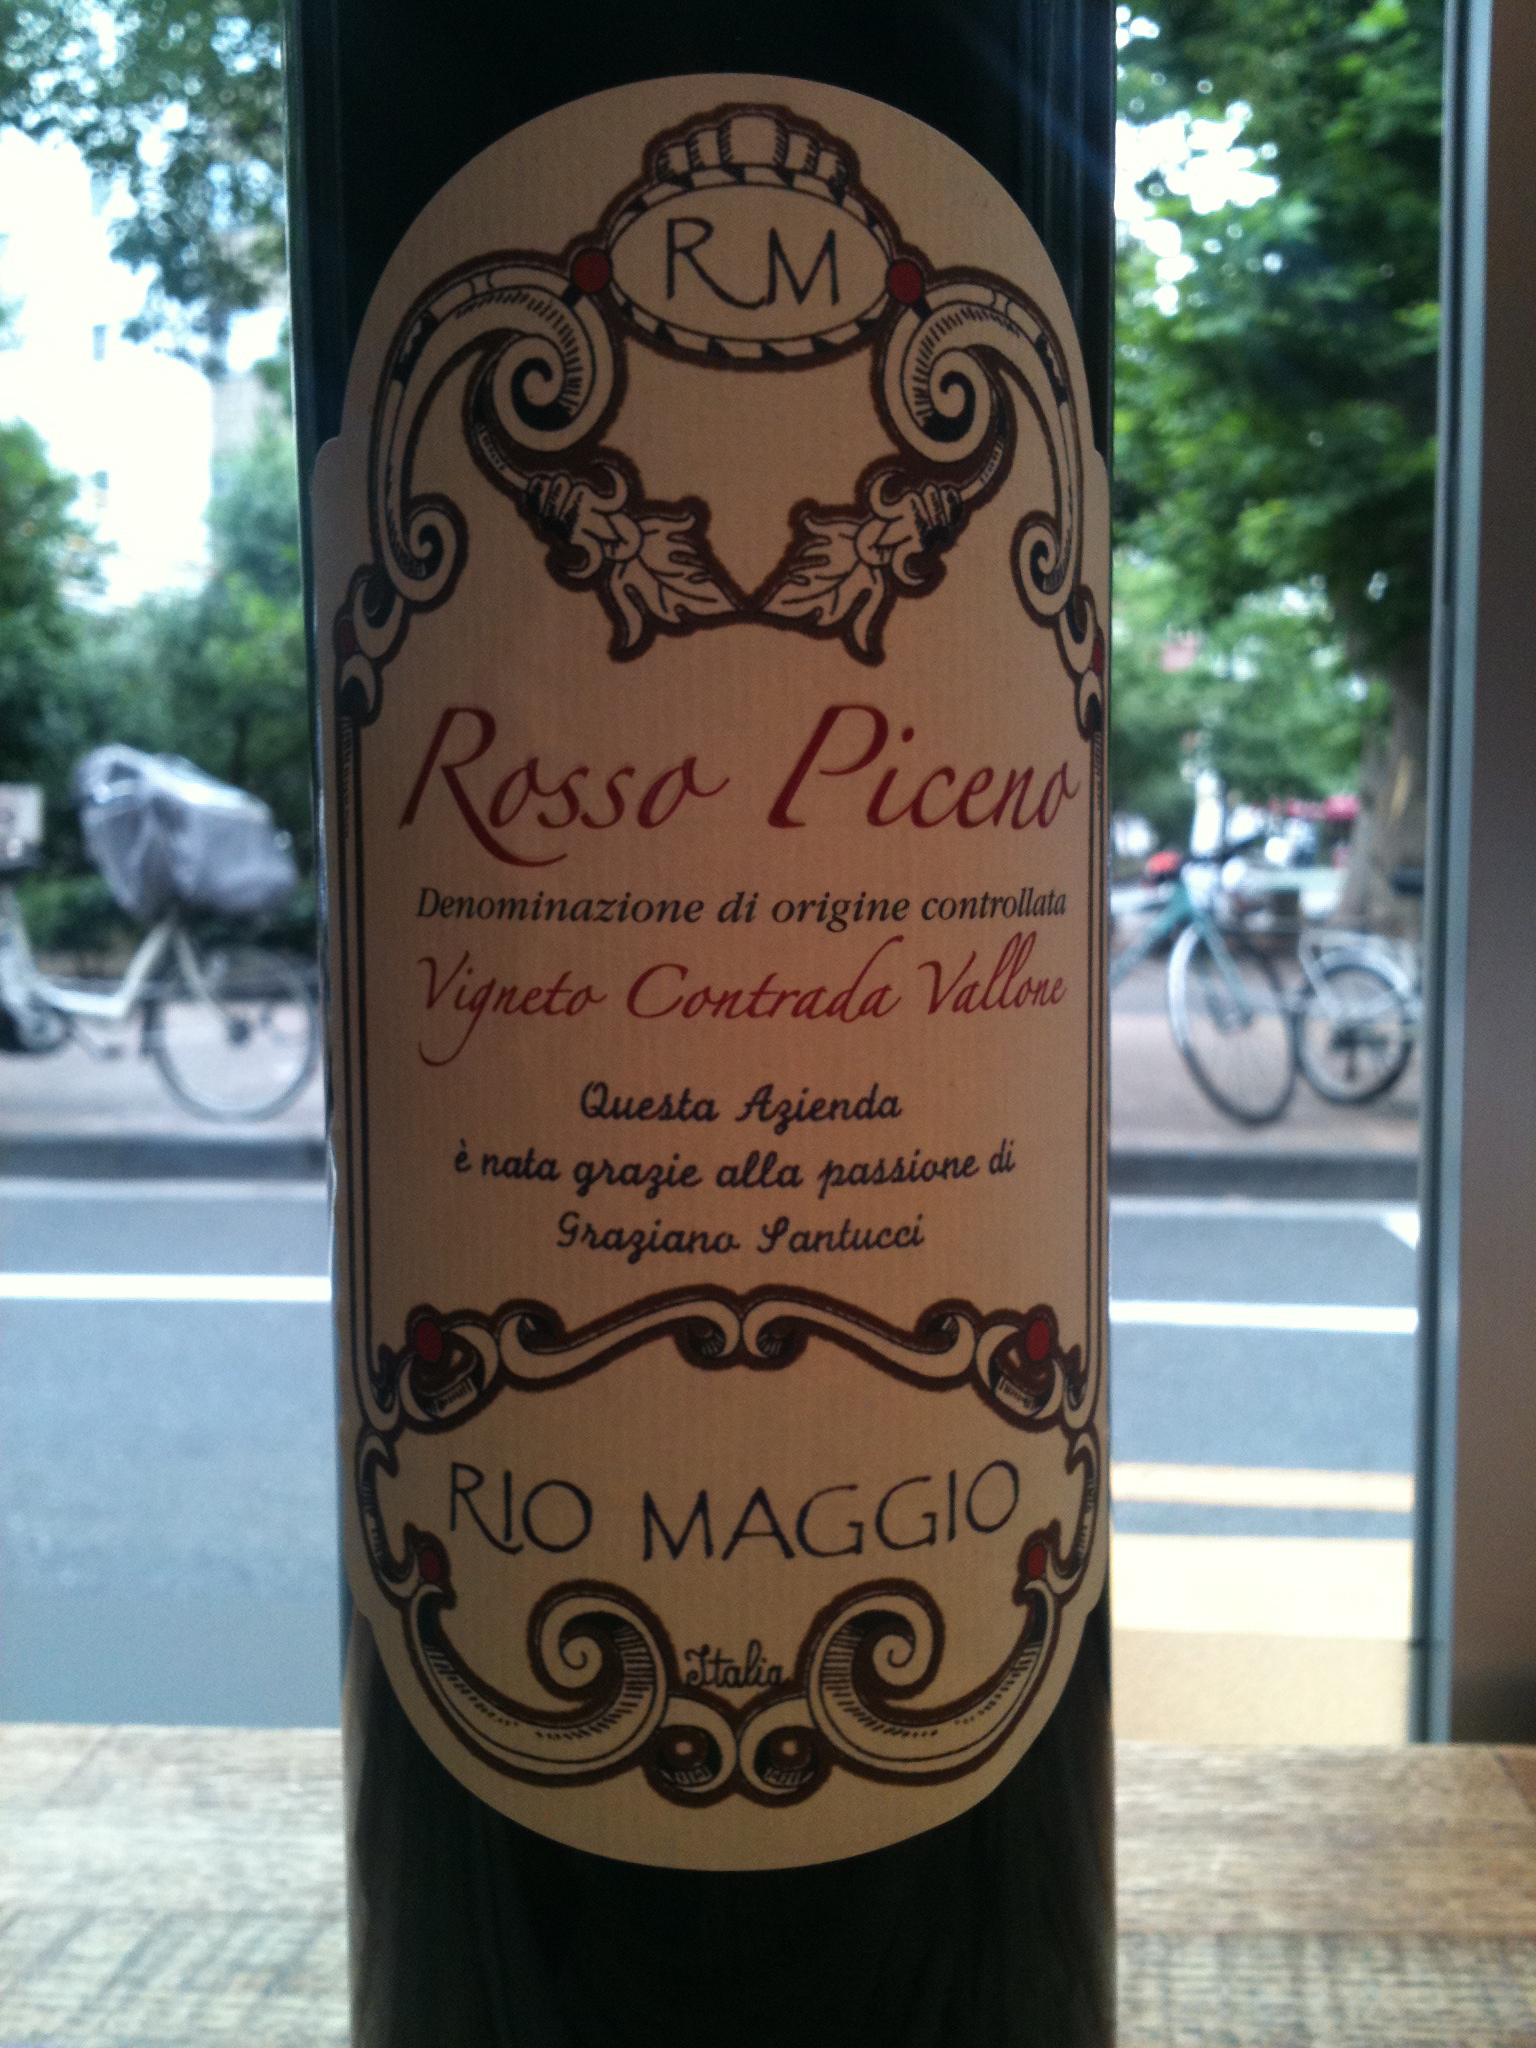 RM
Rosso Piceno
Denominazione di origine controllata
Vigneto Contrada Vallone
Questa Azienda
è nata grazie alla passione di
Graziano Santucci
RIO MAGGIO
Italia